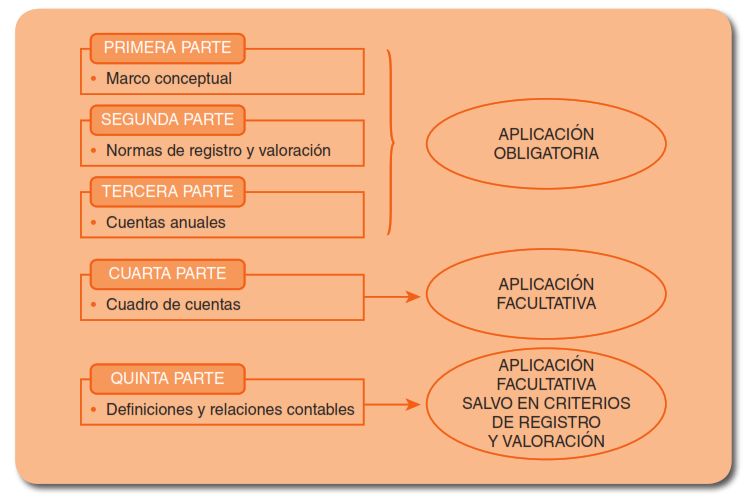 PRIMERA PARTE
• Marco conceptual
SEGUNDA PARTE
• Normas de registro y valoración
TERCERA PARTE
• Cuentas anuales
APLICACIÓN
OBLIGATORIA
CUARTA PARTE
• Cuadro de cuentas
APLICACIÓN
FACULTATIVA
QUINTA PARTE
• Definiciones y relaciones contables
APLICACIÓN
FACULTATIVA
SALVO EN CRITERIOS
DE REGISTRO
Y VALORACIÓN